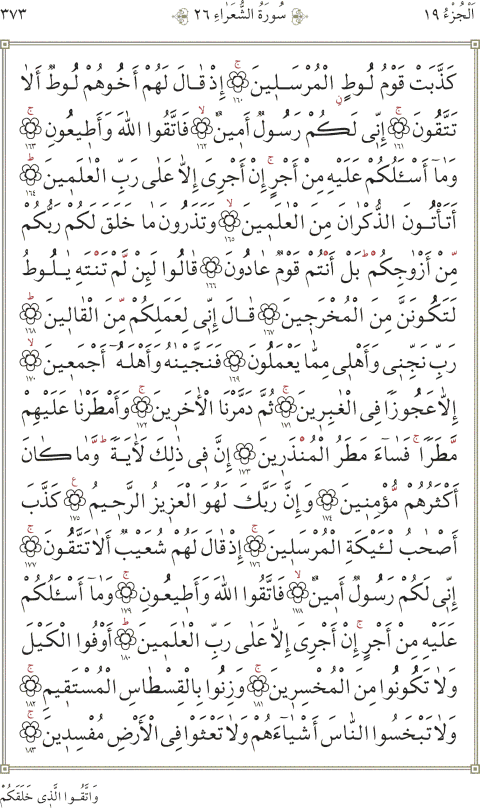 اَلْجُزْءُ ١٩ سُورَةُ الشُّعَرَاءِ ٢٦ ٣٧٣
كَذَّبَتْ قَوْمُ لُوطٍ الْمُرْسَلٖينَ ١٦٠ اِذْ قَالَ لَهُمْ اَخُوهُمْ لُوطٌ اَلَا
تَتَّقُونَ ١٦١ اِنّٖى لَكُمْ رَسُولٌ اَمٖينٌ ١٦٢ فَاتَّقُوا اللّٰهَ وَاَطٖيعُونِ ١٦٣
وَمَٓا اَسْـَٔلُكُمْ عَلَيْهِ مِنْ اَجْرٍ اِنْ اَجْرِىَ اِلَّا عَلٰى رَبِّ الْعَالَمٖينَ ١٦٤
اَتَأْتُونَ الذُّكْرَانَ مِنَ الْعَالَمٖينَ ١٦٥ وَتَذَرُونَ مَا خَلَقَ لَكُمْ رَبُّكُمْ
مِنْ اَزْوَاجِكُمْ بَلْ اَنْتُمْ قَوْمٌ عَادُونَ ١٦٦ قَالُوا لَئِنْ لَمْ تَنْتَهِ يَا لُوطُ
لَتَكُونَنَّ مِنَ الْمُخْرَجٖينَ ١٦٧ قَالَ اِنّٖى لِعَمَلِكُمْ مِنَ الْقَالٖينَ ١٦٨
رَبِّ نَجِّنٖى وَاَهْلٖى مِمَّا يَعْمَلُونَ ١٦٩ فَنَجَّيْنَاهُ وَاَهْلَهُٓ اَجْمَعٖينَ ١٧٠
اِلَّا عَجُوزًا فِى الْغَابِرٖينَ ١٧١ ثُمَّ دَمَّرْنَا الْاٰخَرٖينَ ١٧٢ وَاَمْطَرْنَا عَلَيْهِمْ
مَطَرًا فَسَٓاءَ مَطَرُ الْمُنْذَرٖينَ ١٧٣ اِنَّ فٖى ذٰلِكَ لَاٰيَةً وَمَا كَانَ
اَكْثَرُهُمْ مُؤْمِنٖينَ ١٧٤ وَاِنَّ رَبَّكَ لَهُوَ الْعَزٖيزُ الرَّحٖيمُ ١٧٥ كَذَّبَ
اَصْحَابُ لْـَٔيْكَةِ الْمُرْسَلٖينَ ١٧٦ اِذْ قَالَ لَهُمْ شُعَيْبٌ اَلَا تَتَّقُونَ ١٧٧
اِنّٖى لَكُمْ رَسُولٌ اَمٖينٌ ١٧٨ فَاتَّقُوا اللّٰهَ وَاَطٖيعُونِ ١٧٩ وَمَٓا اَسْـَٔلُكُمْ
عَلَيْهِ مِنْ اَجْرٍ اِنْ اَجْرِىَ اِلَّا عَلٰى رَبِّ الْعَالَمٖينَ ١٨٠ اَوْفُوا الْكَيْلَ
وَلَا تَكُونُوا مِنَ الْمُخْسِرٖينَ ١٨١ وَزِنُوا بِالْقِسْطَاسِ الْمُسْتَقٖيمِ ١٨٢
وَلَا تَبْخَسُوا النَّاسَ اَشْيَٓاءَهُمْ وَلَا تَعْثَوْا فِى الْاَرْضِ مُفْسِدٖينَ ١٨٣
وَاتَّقُوا الَّذٖى خَلَقَكُمْ